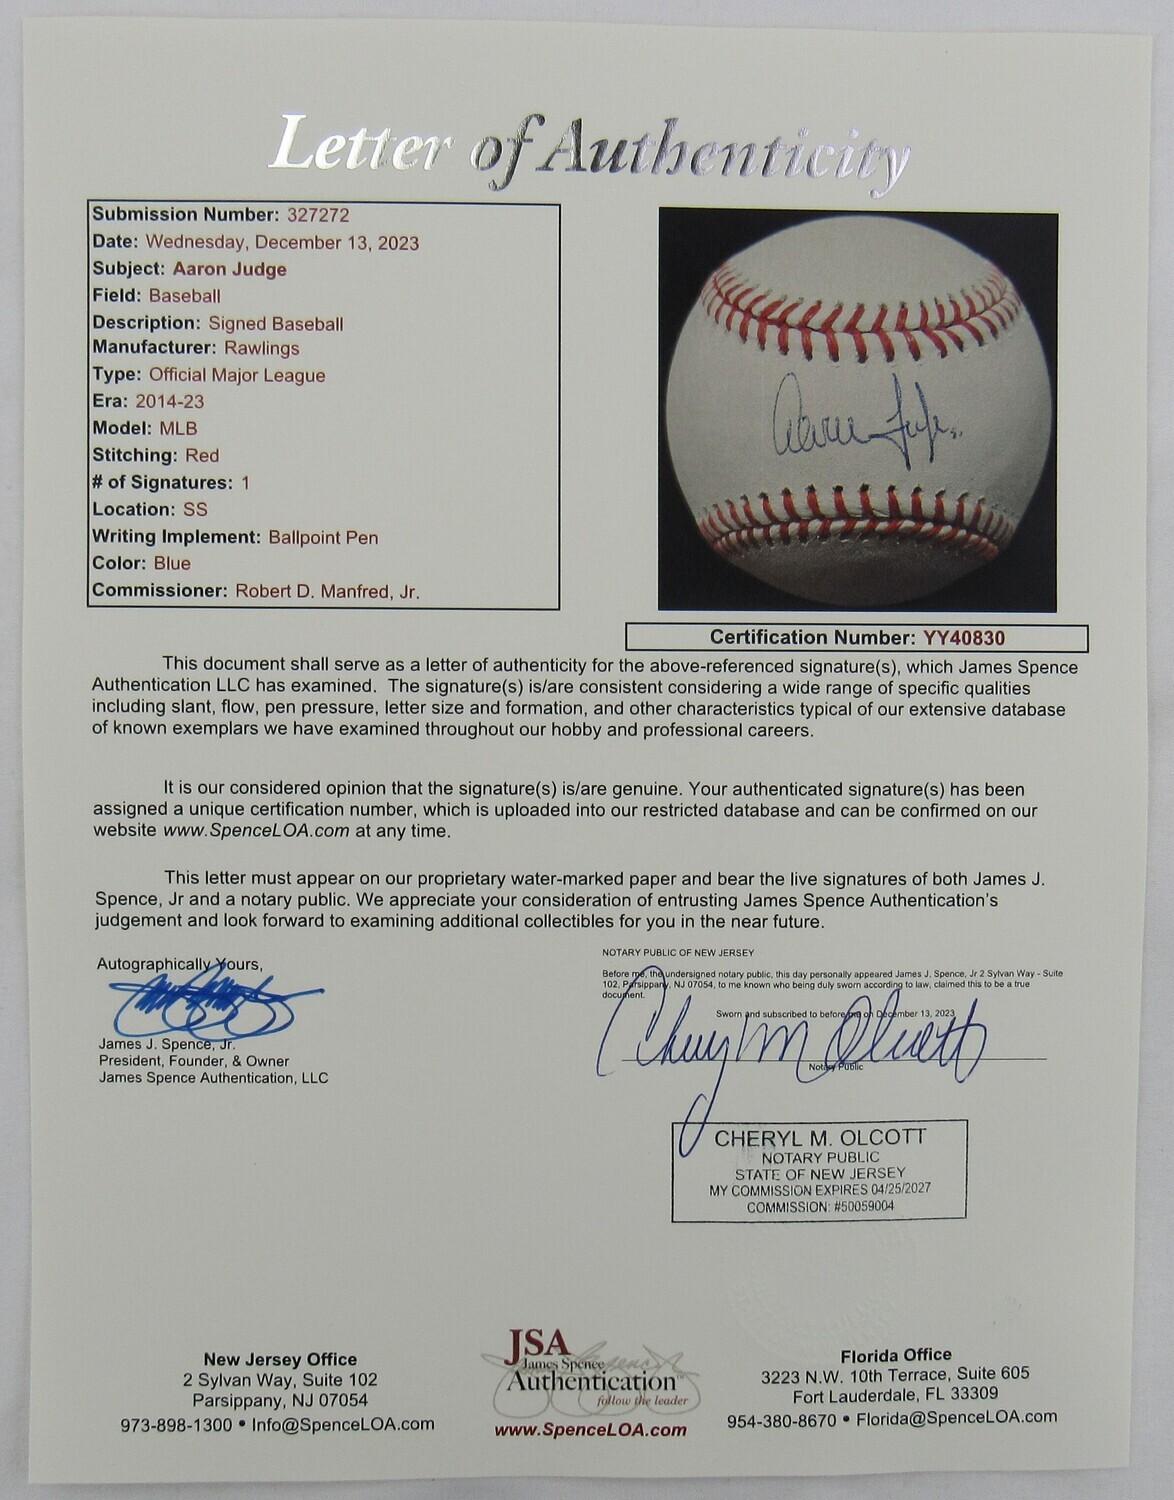 Letter of Authenticity
Submission Number: 327272
Date: Wednesday, December 13, 2023
Subject: Aaron Judge
Field: Baseball
Description: Signed Baseball
Manufacturer: Rawlings
Type: Official Major League
Era: 2014-23
Model: MLB
Stitching: Red
# of Signatures: 1
Location: SS
Writing Implement: Ballpoint Pen
Color: Blue
Commissioner: Robert D. Manfred, Jr.
Certification Number: YY40830
This document shall serve as a letter of authenticity for the above-referenced signature(s), which James Spence
Authentication LLC has examined. The signature(s) is/are consistent considering a wide range of specific qualities
including slant, flow, pen pressure, letter size and formation, and other characteristics typical of our extensive database
of known exemplars we have examined throughout our hobby and professional careers.
It is our considered opinion that the signature(s) is/are genuine. Your authenticated signature(s) has been
assigned a unique certification number, which is uploaded into our restricted database and can be confirmed on our
website www.SpenceLOA.com at any time.
This letter must appear on our proprietary water-marked paper and bear the live signatures of both James J.
Spence, Jr and a notary public. We appreciate your consideration of entrusting James Spence Authentication's
judgement and look forward to examining additional collectibles for you in the near future.
Autographically Yours,
James J. Spence, Jr.
President, Founder, & Owner
James Spence Authentication, LLC
NOTARY PUBLIC OF NEW JERSEY
Before me, the undersigned notary public, this day personally appeared James J. Spence, Jr 2 Sylvan Way - Suite
102, Parsippany, NJ 07054, to me known who being duly sworn according to law, claimed this to be a true
document.
Sworn and subscribed to before me on December 13, 2023
Cheryl M Olcott
Notary Public
CHERYL M. OLCOTT
NOTARY PUBLIC
STATE OF NEW JERSEY
MY COMMISSION EXPIRES 04/25/2027
COMMISSION: #50059004
New Jersey Office
2 Sylvan Way, Suite 102
Parsippany, NJ 07054
973-898-1300 • Info@SpenceLOA.com
JSA
James Spence
Authentication™
follow the leader
www.SpenceLOA.com
Florida Office
3223 N.W. 10th Terrace, Suite 605
Fort Lauderdale, FL 33309
954-380-8670 • Florida@SpenceLOA.com